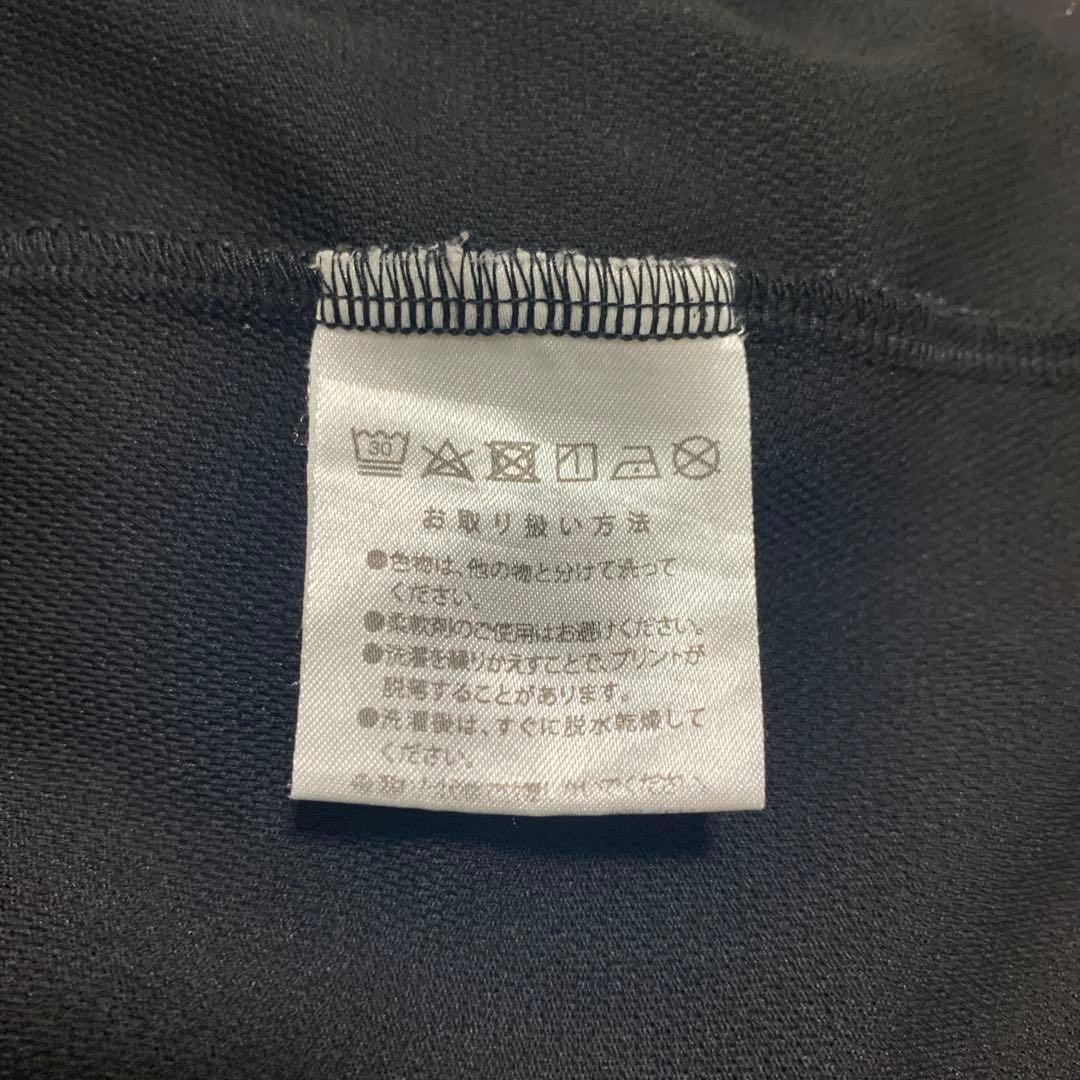 30
お取り扱い方法
●色物は、他の物と分けて洗って
ください。
●柔軟剤のご使用はお避けください。
●洗濯を繰りかえすことで、プリントが
脱落することがあります。
●洗濯後は、すぐに脱水乾燥して
ください。
ください